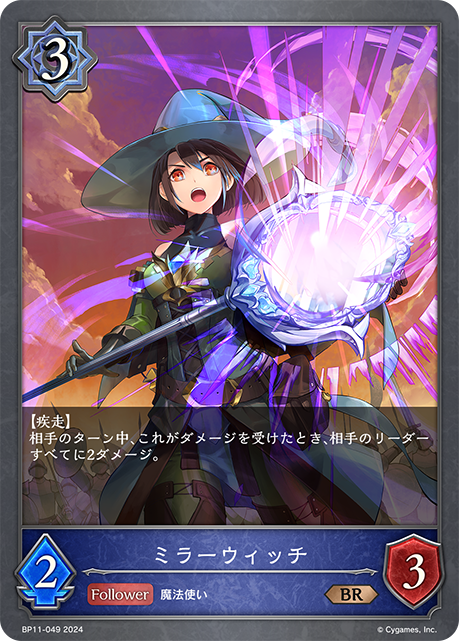 3
【疾走】
相手のターン中、これがダメージを受けたとき、相手のリーダー
すべてに2ダメージ。
ミラーウィッチ
2
Follower 魔法使い
BR
3
BP11-049 2024
© Cygames, Inc.